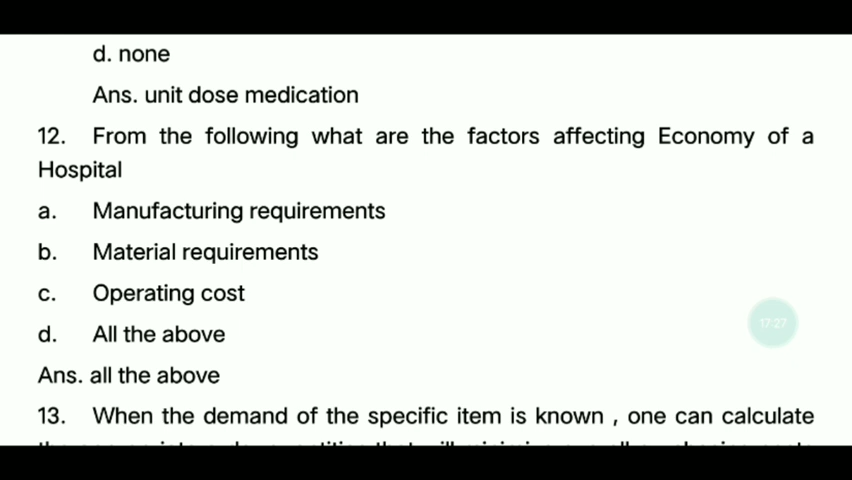 d. none
Ans. unit dose medication
12. From the following what are the factors affecting Economy of a
Hospital
a. Manufacturing requirements
b. Material requirements
c. Operating cost
d. All the above
17:27
Ans. all the above
13. When the demand of the specific item is known , one can calculate